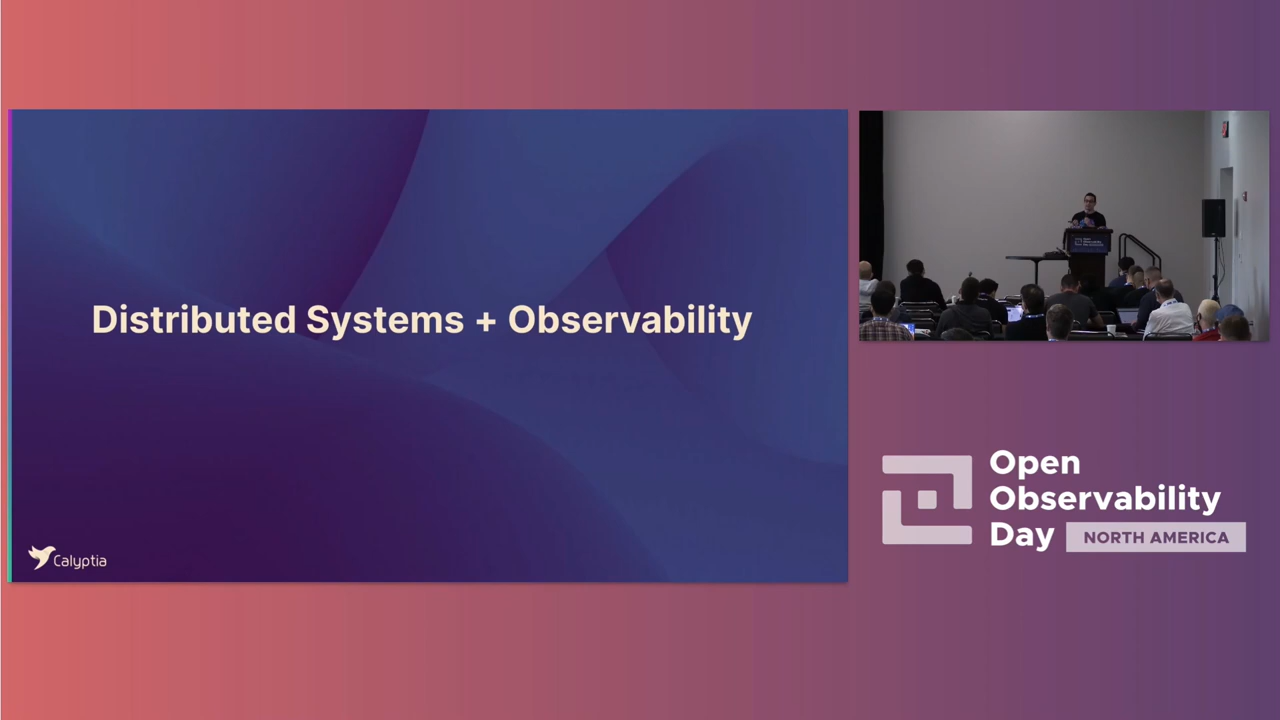 Distributed Systems + Observability
Calyptia
Open
Observability
Day NORTH AMERICA